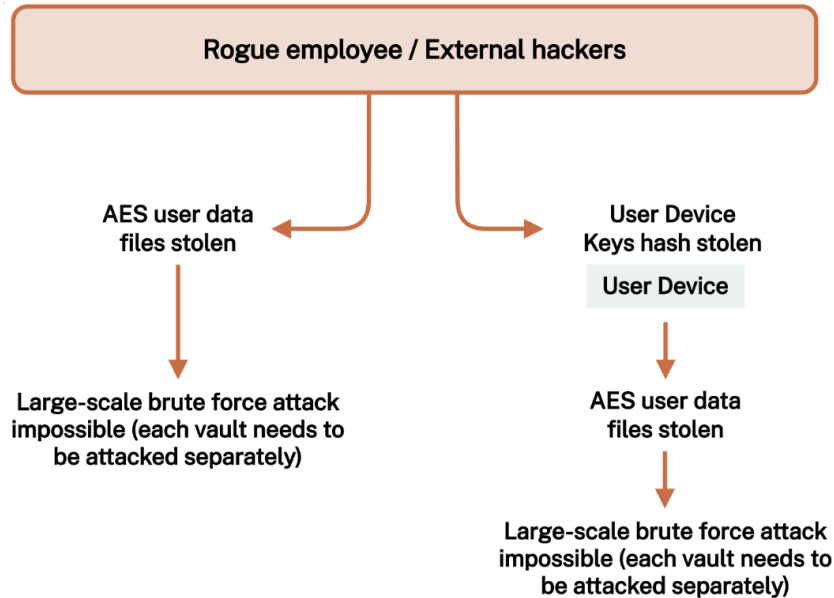 Rogue employee / External hackers
AES user data
files stolen
Large-scale brute force attack
impossible (each vault needs to
be attacked separately)
User Device
Keys hash stolen
User Device
AES user data
files stolen
Large-scale brute force attack
impossible (each vault needs to
be attacked separately)